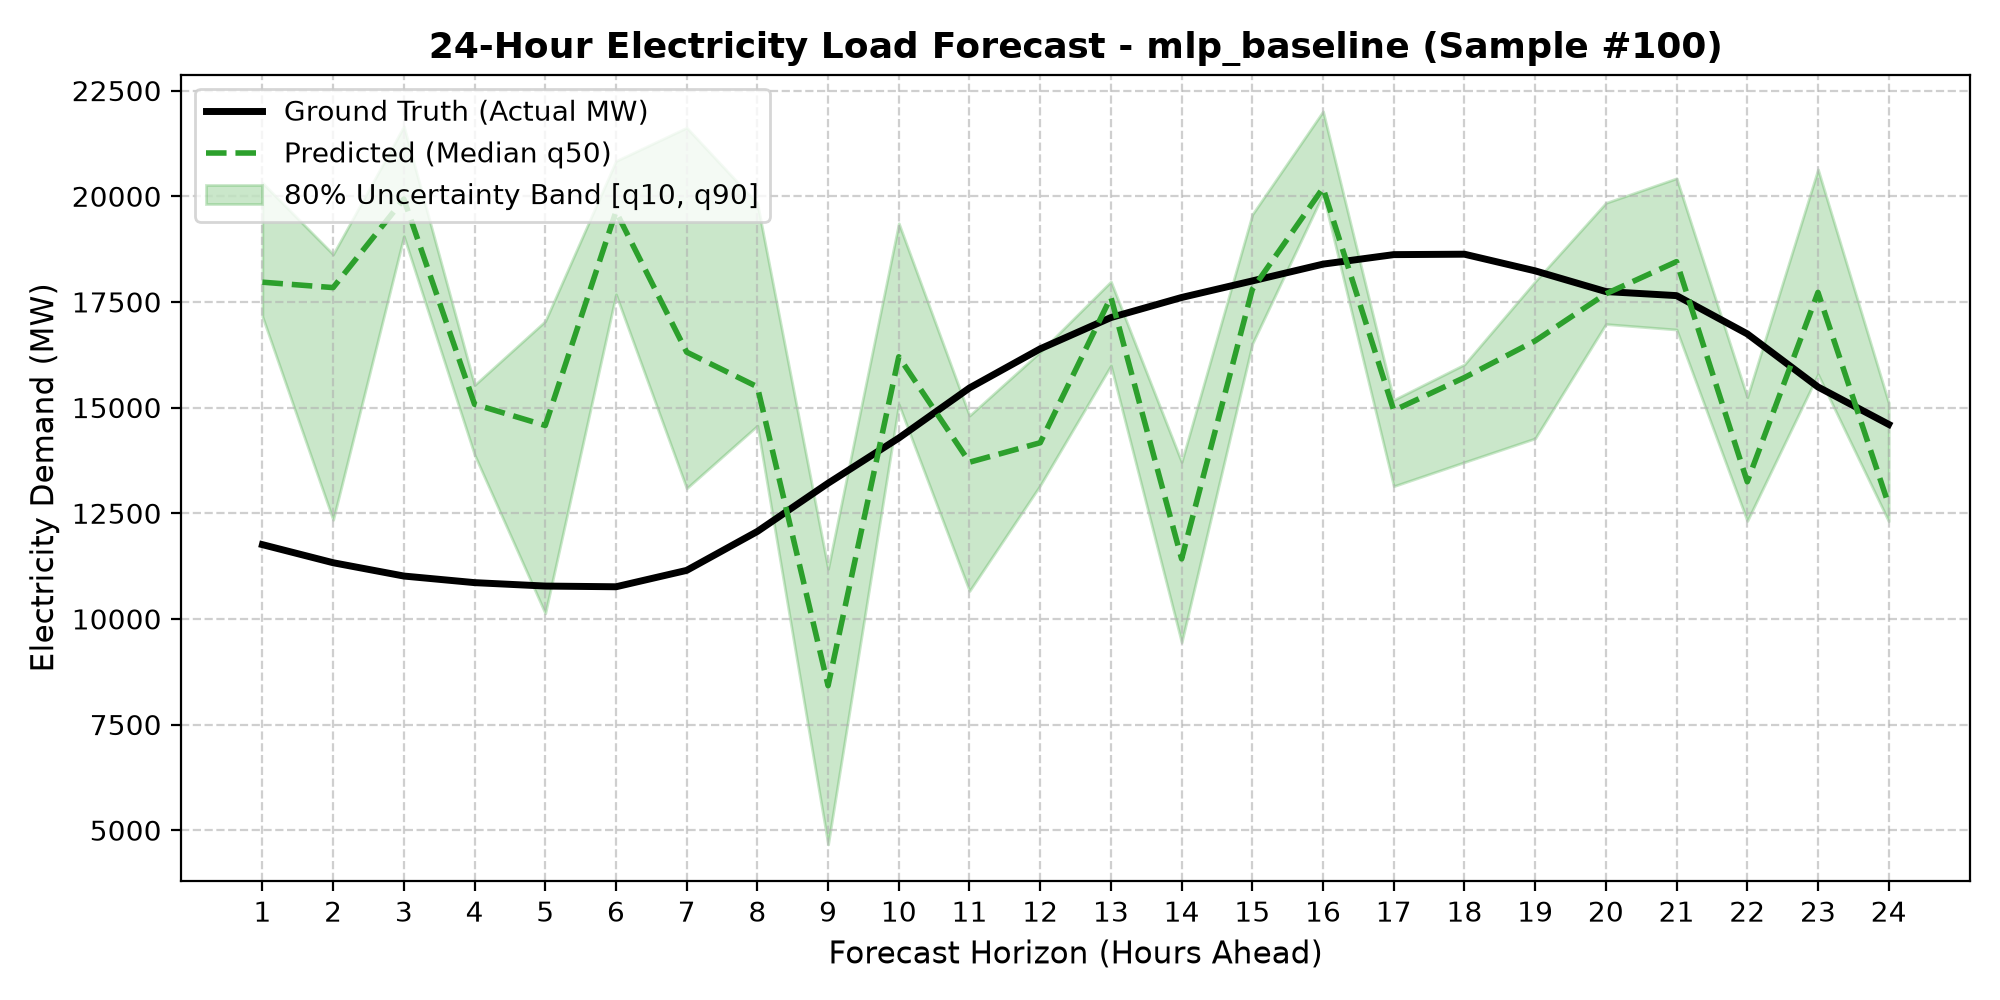 24-Hour Electricity Load Forecast - mlp_baseline (Sample #100)
Ground Truth (Actual MW)
Predicted (Median q50)
80% Uncertainty Band [q10, q90]
Electricity Demand (MW)
22500
20000
17500
15000
12500
10000
7500
5000
1 2 3 4 5 6 7 8 9 10 11 12 13 14 15 16 17 18 19 20 21 22 23 24
Forecast Horizon (Hours Ahead)